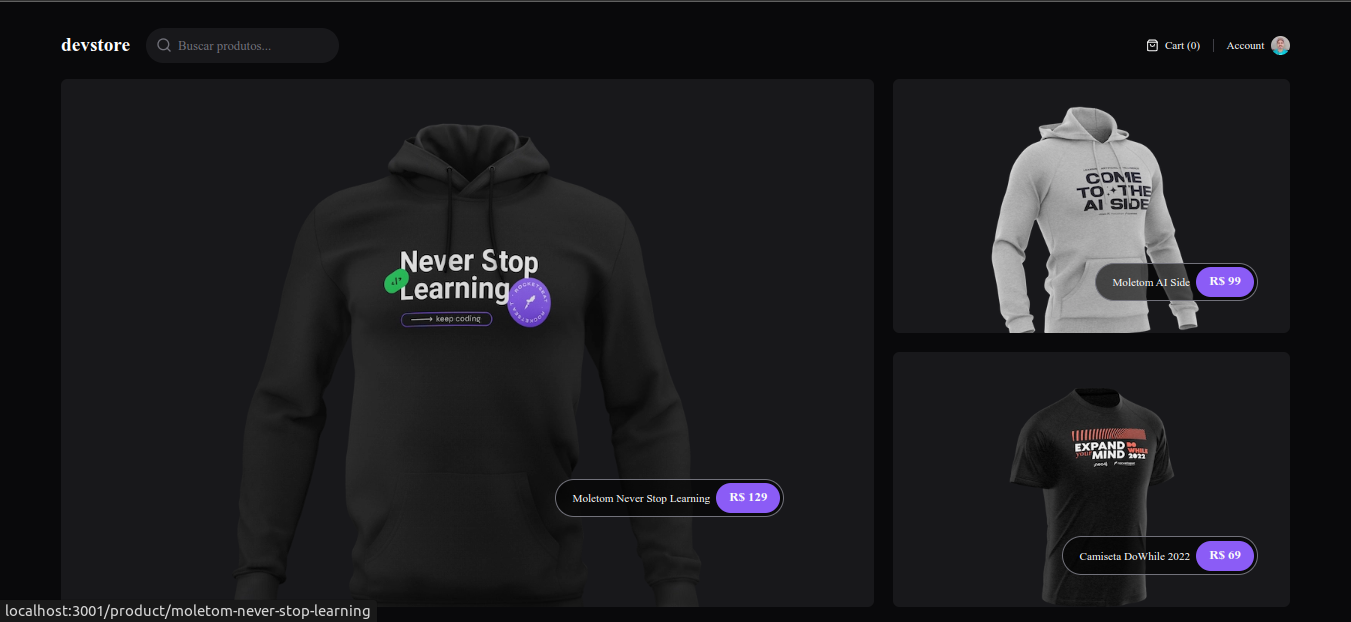 devstore
Buscar produtos...
Cart (0)
Account
Never Stop
Learning
ROCKETSEAT
keep coding
Moletom Never Stop Learning
R$ 129
COME
TO THE
AI SIDE
Moletom AI Side
R$ 99
EXPAND
your MIND
DO
WHILE
2022
Camiseta DoWhile 2022
R$ 69
localhost:3001/product/moletom-never-stop-learning